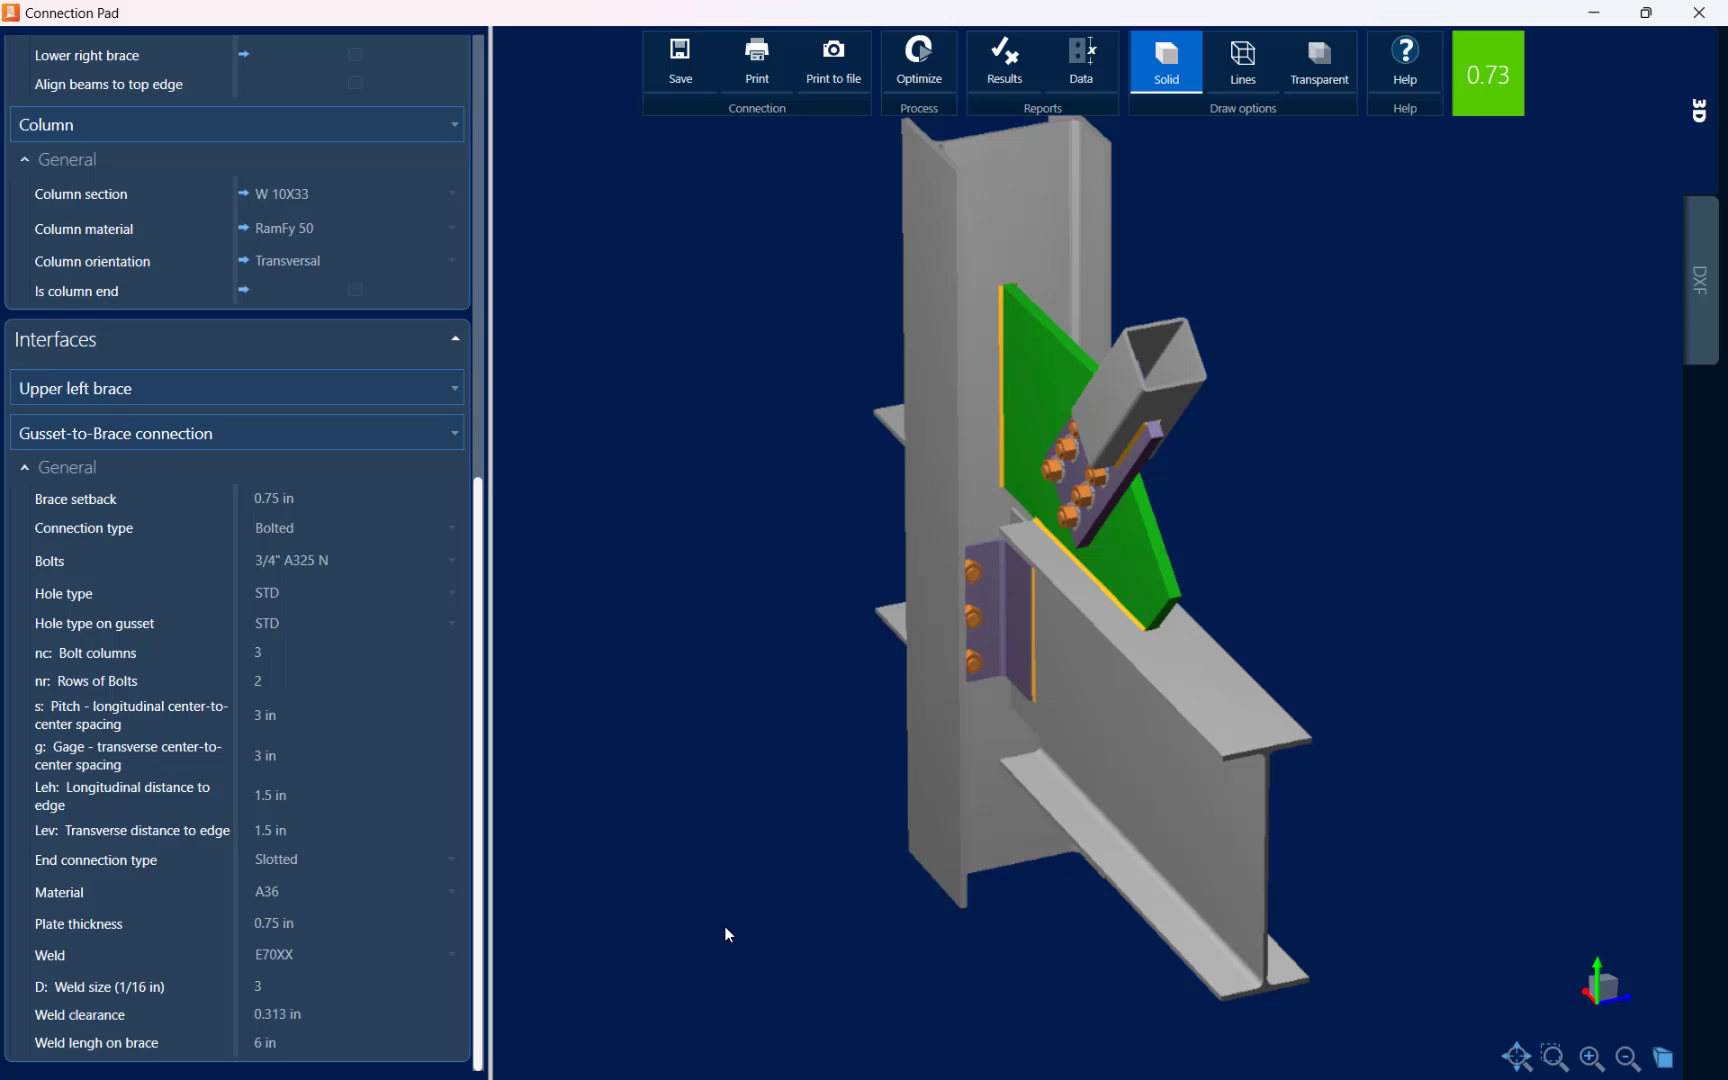 Connection Pad
Lower right brace
Align beams to top edge
Column
General
Column section W 10X33
Column material RamFy 50
Column orientation Transversal
Is column end
Interfaces
Upper left brace
Gusset-to-Brace connection
General
Brace setback 0.75 in
Connection type Bolted
Bolts 3/4" A325 N
Hole type STD
Hole type on gusset STD
nc: Bolt columns 3
nr: Rows of Bolts 2
s: Pitch - longitudinal center-to-
center spacing 3 in
g: Gage - transverse center-to-
center spacing 3 in
Leh: Longitudinal distance to
edge 1.5 in
Lev: Transverse distance to edge 1.5 in
End connection type Slotted
Material A36
Plate thickness 0.75 in
Weld E70XX
D: Weld size (1/16 in) 3
Weld clearance 0.313 in
Weld lengh on brace 6 in
Save Print Print to file Optimize Results Data Solid Lines Transparent Help 0.73
Connection Process Reports Draw options Help
3D
DXF